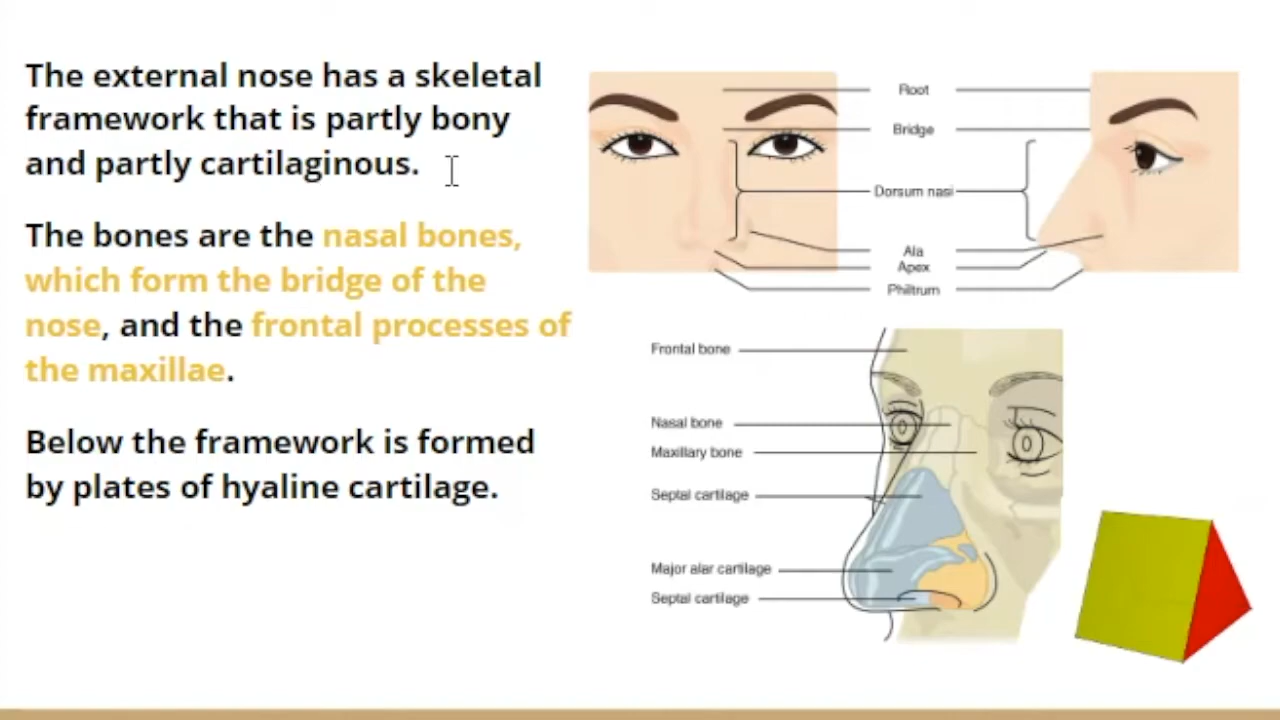 The external nose has a skeletal
framework that is partly bony
and partly cartilaginous.
The bones are the nasal bones,
which form the bridge of the
nose, and the frontal processes of
the maxillae.
Below the framework is formed
by plates of hyaline cartilage.
Root
Bridge
Dorsum nasi
Ala
Apex
Philtrum
Frontal bone
Nasal bone
Maxillary bone
Septal cartilage
Major alar cartilage
Septal cartilage